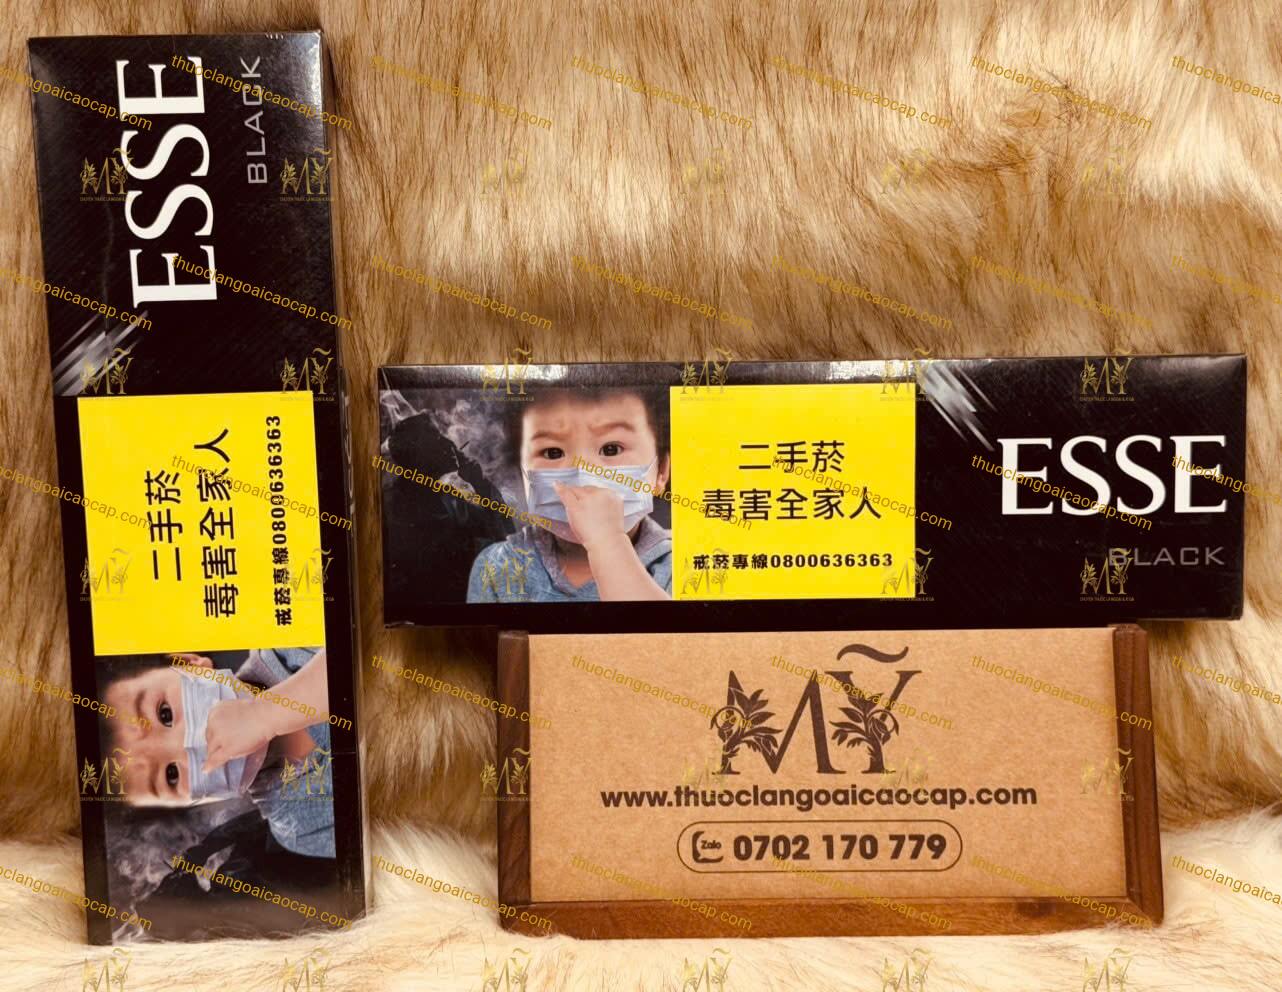 ESSE
BLACK
二手菸
毒害全家人
戒菸專線0800636363
二手菸
毒害全家人
戒菸專線0800636363
ESSE
BLACK
MỸ
www.thuoclangoaicaocap.com
Zalo
0702 170 779
thuoclangoaicaocap.com